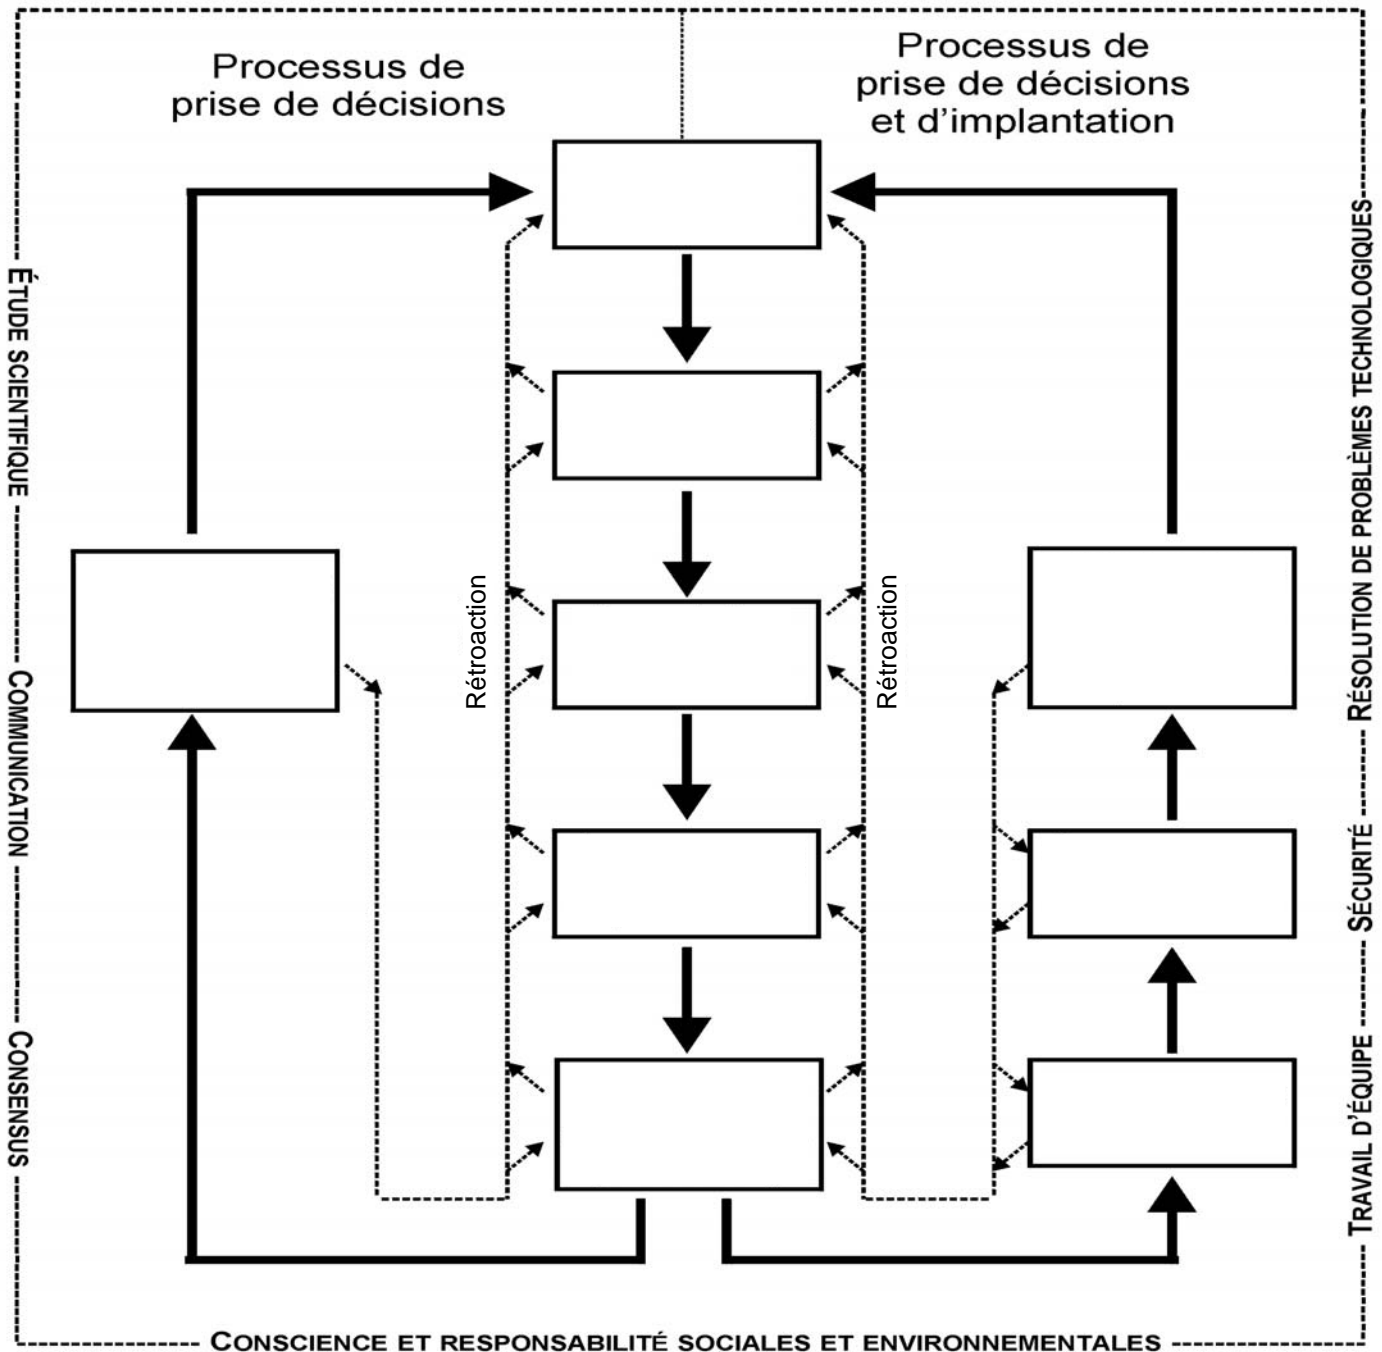 Processus de
prise de décisions
Processus de
prise de décisions
et d’implantation
ÉTUDE SCIENTIFIQUE
COMMUNICATION
CONSENSUS
Rétroaction
Rétroaction
RÉSOLUTION DE PROBLÈMES TECHNOLOGIQUES
SÉCURITÉ
TRAVAIL D’ÉQUIPE
CONSCIENCE ET RESPONSABILITÉ SOCIALES ET ENVIRONNEMENTALES